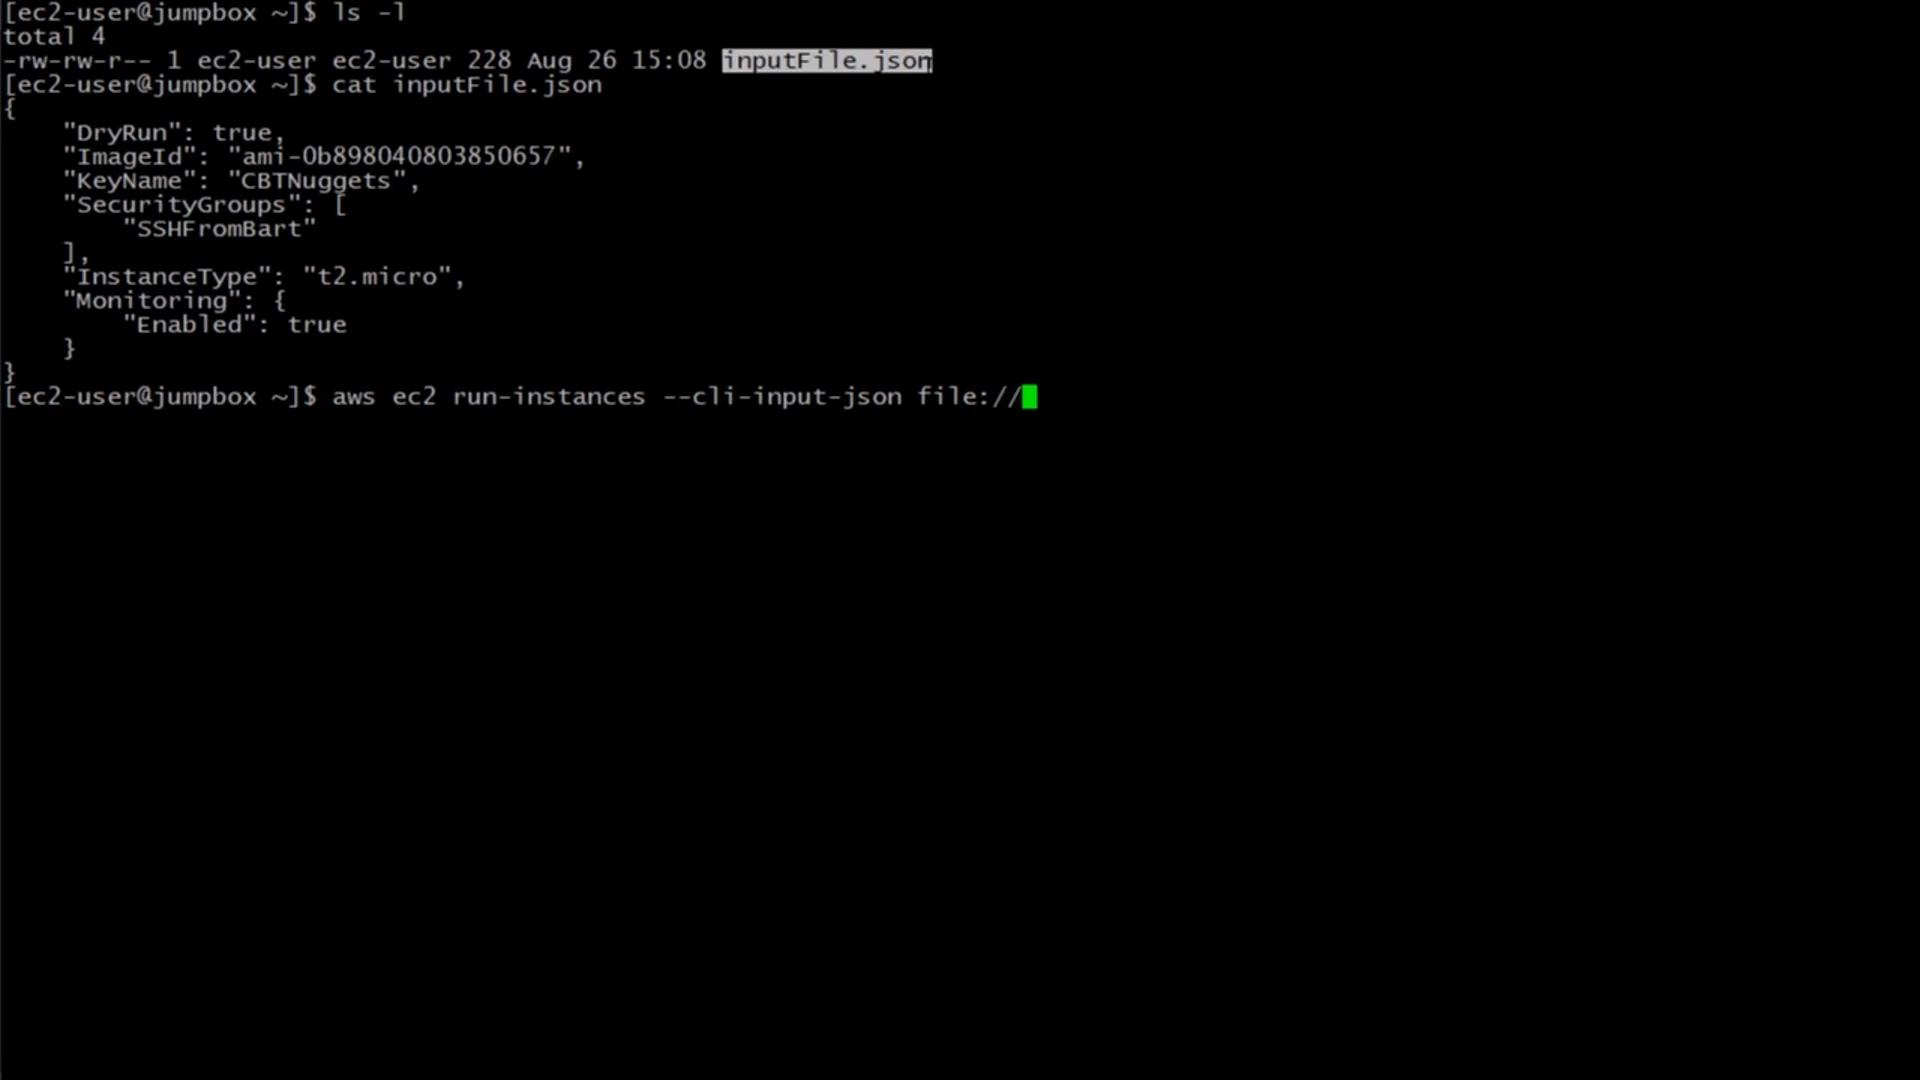 [ec2-user@jumpbox ~]$ ls -l
total 4
-rw-rw-r-- 1 ec2-user ec2-user 228 Aug 26 15:08 inputFile.json
[ec2-user@jumpbox ~]$ cat inputFile.json
{
    "DryRun": true,
    "ImageId": "ami-0b898040803850657",
    "KeyName": "CBTNuggets",
    "SecurityGroups": [
        "SSHFromBart"
    ],
    "InstanceType": "t2.micro",
    "Monitoring": {
        "Enabled": true
    }
}
[ec2-user@jumpbox ~]$ aws ec2 run-instances --cli-input-json file://